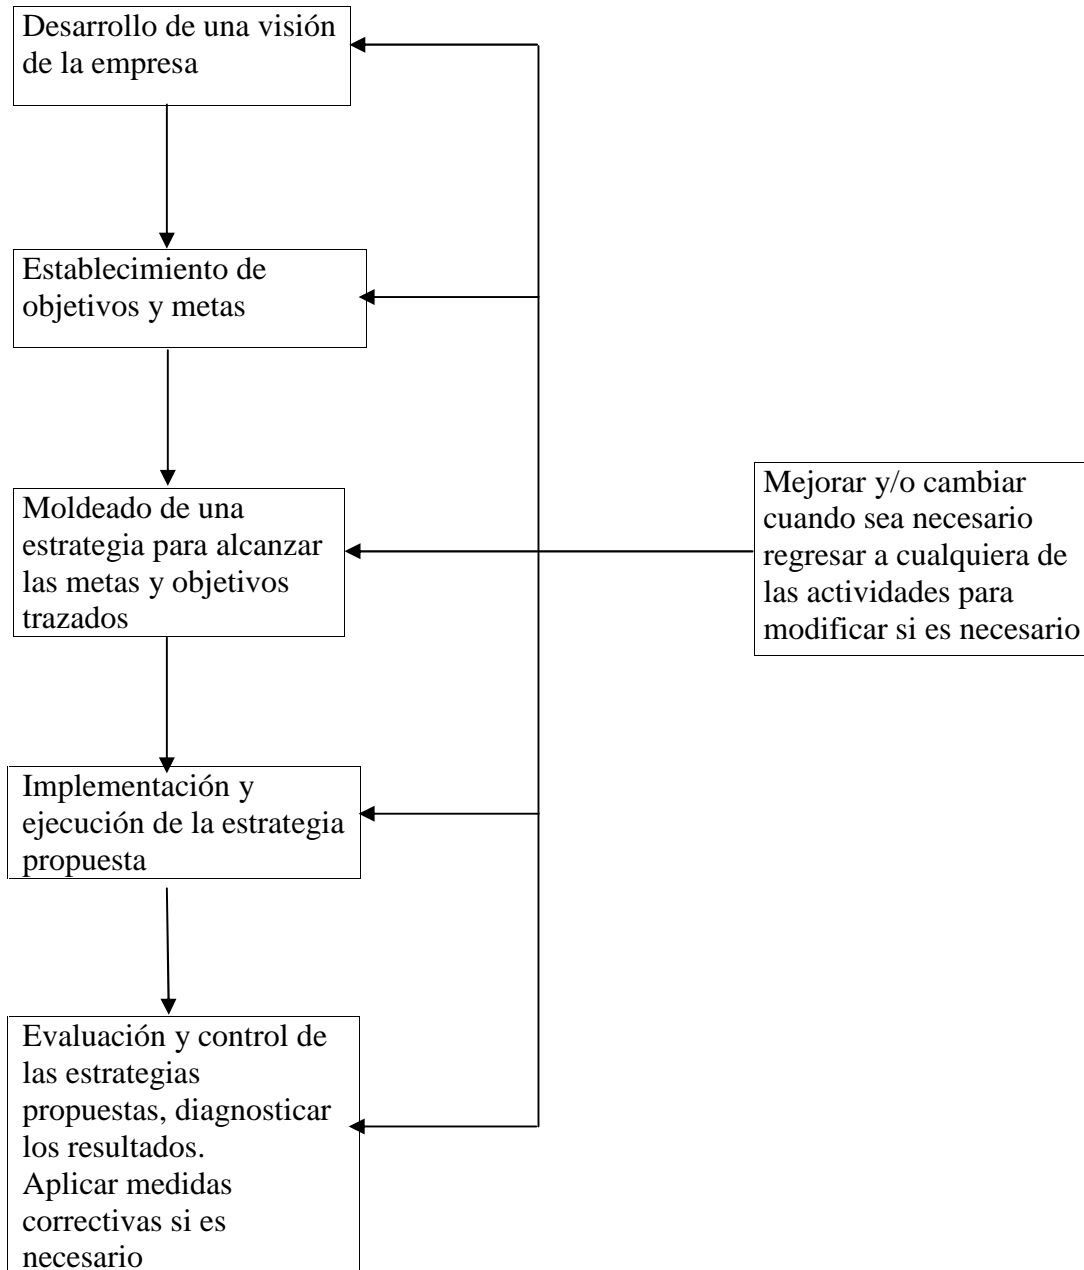 Desarrollo de una visión
de la empresa
Establecimiento de
objetivos y metas
Moldeado de una
estrategia para alcanzar
las metas y objetivos
trazados
Mejorar y/o cambiar
cuando sea necesario
regresar a cualquiera de
las actividades para
modificar si es necesario
Implementación y
ejecución de la estrategia
propuesta
Evaluación y control de
las estrategias
propuestas, diagnosticar
los resultados.
Aplicar medidas
correctivas si es
necesario